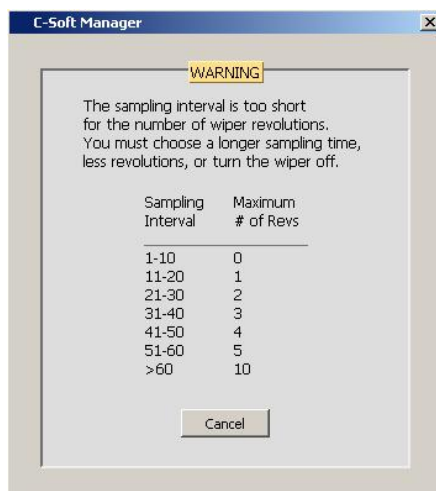 C-Soft Manager
WARNING
The sampling interval is too short
for the number of wiper revolutions.
You must choose a longer sampling time,
less revolutions, or turn the wiper off.
Sampling Maximum
Interval # of Revs
1-10 0
11-20 1
21-30 2
31-40 3
41-50 4
51-60 5
>60 10
Cancel